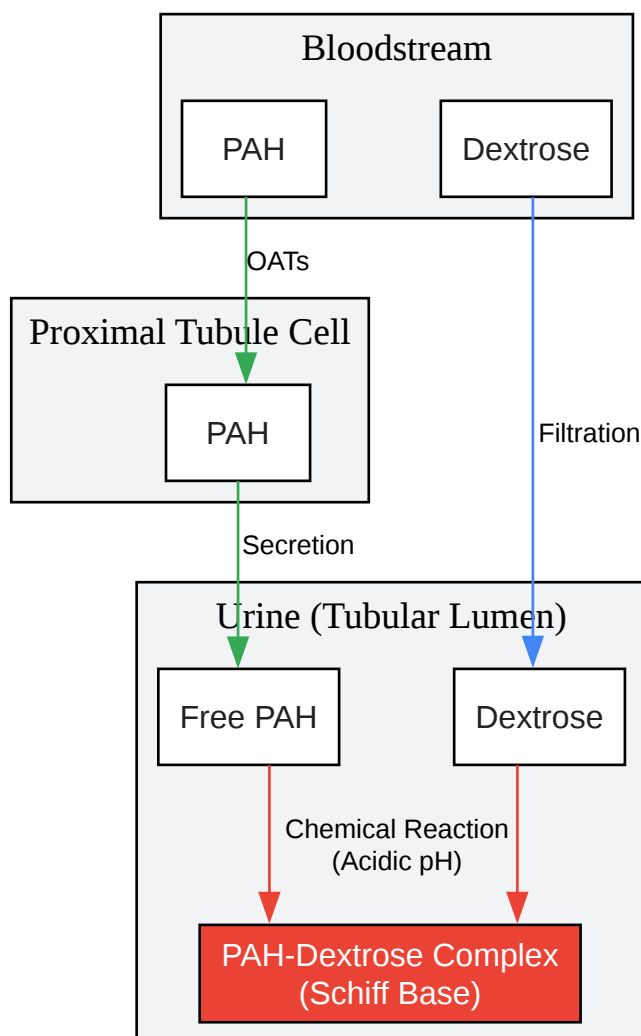 Bloodstream
PAH
Dextrose
OATs
Proximal Tubule Cell
PAH
Filtration
Secretion
Urine (Tubular Lumen)
Free PAH
Dextrose
Chemical Reaction
(Acidic pH)
PAH-Dextrose Complex
(Schiff Base)